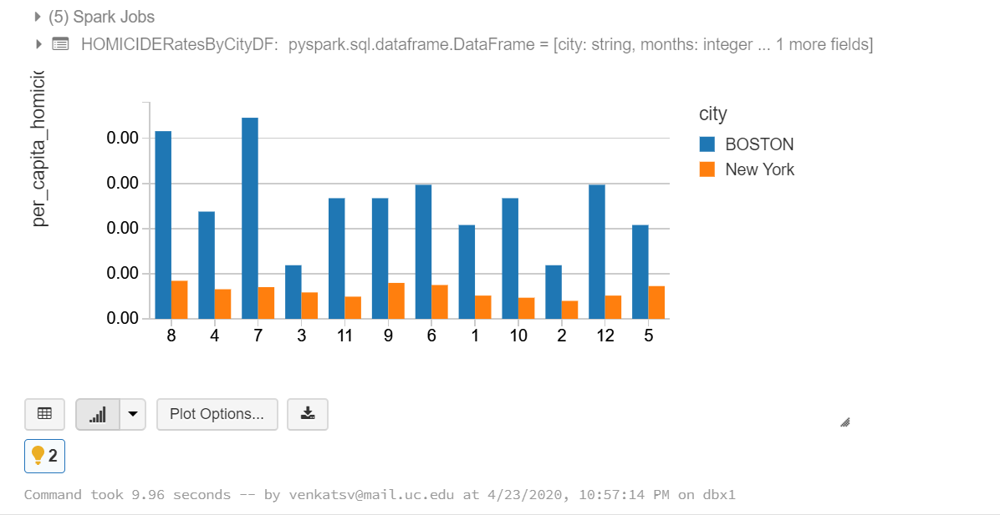 (5) Spark Jobs
HOMICIDERatesByCityDF: pyspark.sql.dataframe.DataFrame = [city: string, months: integer ... 1 more fields]
per_capita_homici
city
BOSTON
New York
0.00
0.00
0.00
0.00
0.00
8 4 7 3 11 9 6 1 10 2 12 5
Plot Options...
2
Command took 9.96 seconds -- by venkatsv@mail.uc.edu at 4/23/2020, 10:57:14 PM on dbx1